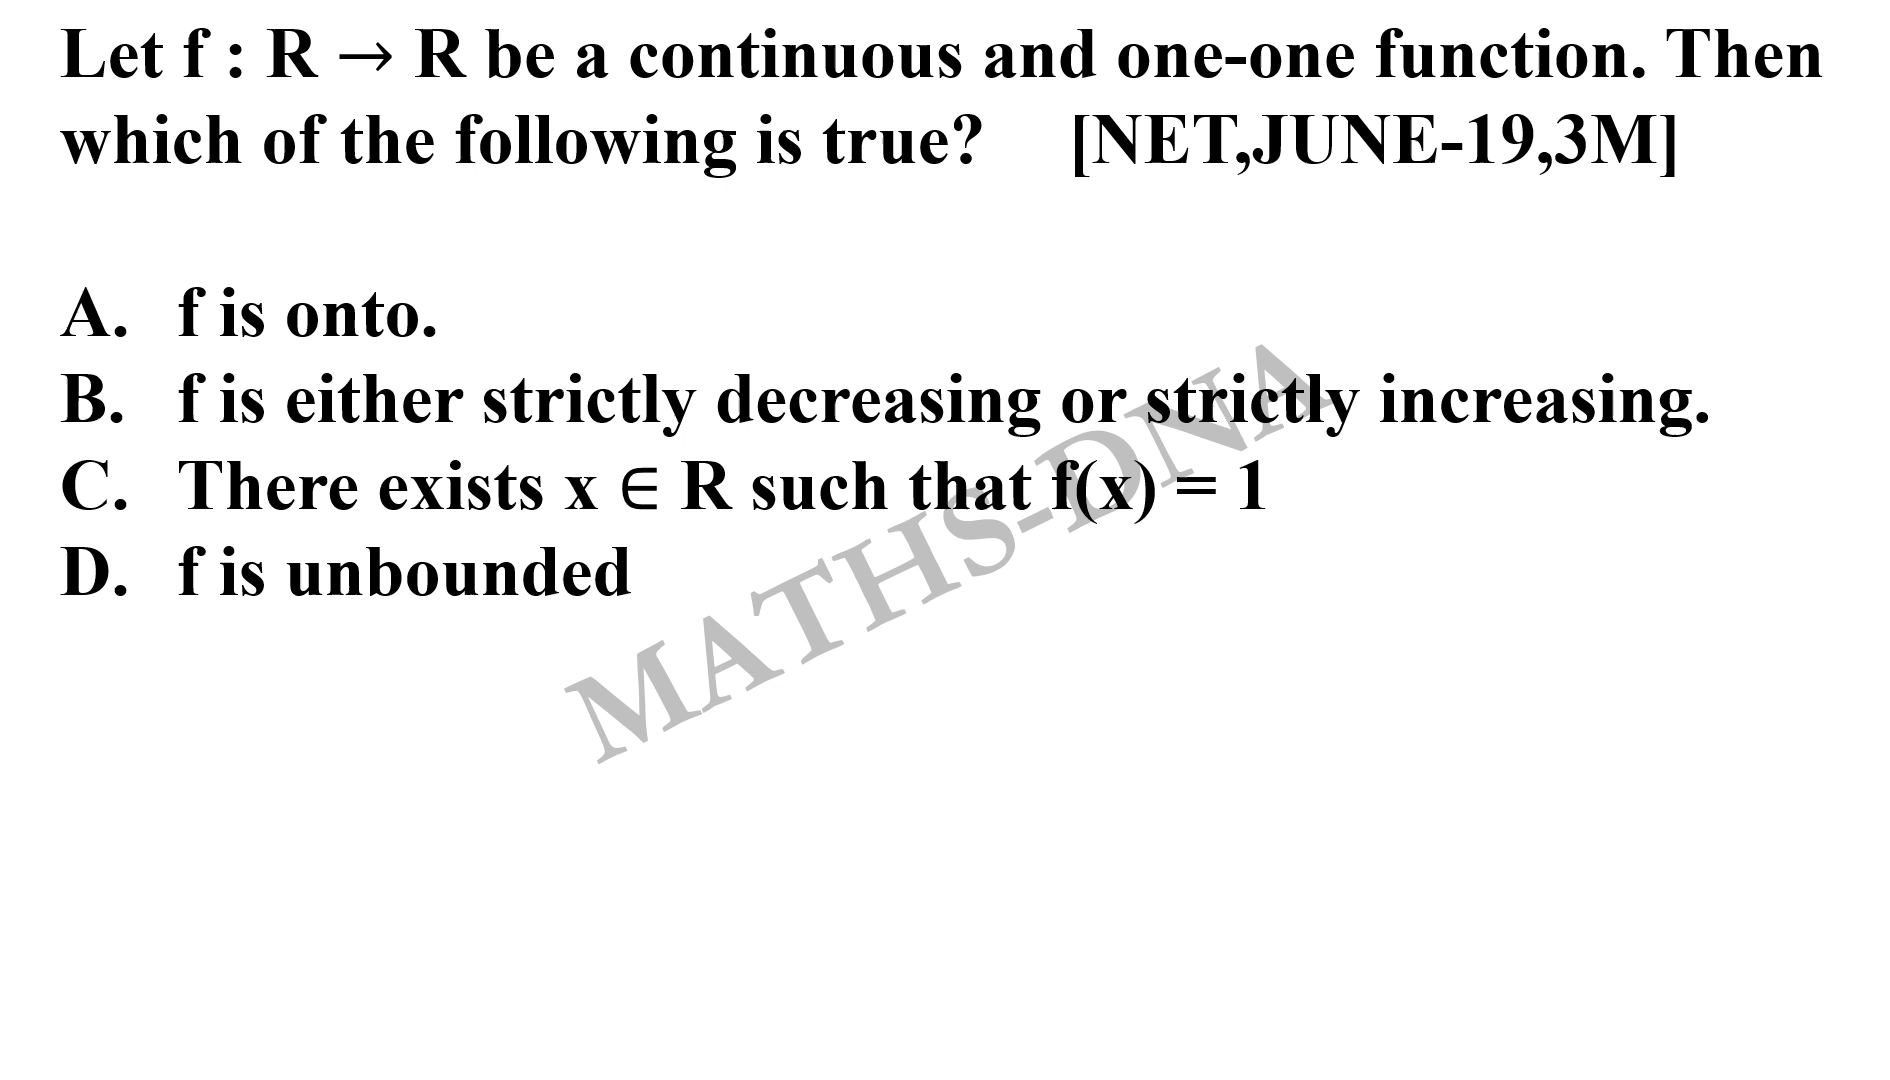 Let f : R → R be a continuous and one-one function. Then
which of the following is true? [NET,JUNE-19,3M]
A. f is onto.
B. f is either strictly decreasing or strictly increasing.
C. There exists x ∈ R such that f(x) = 1
D. f is unbounded
MATHS-DNA